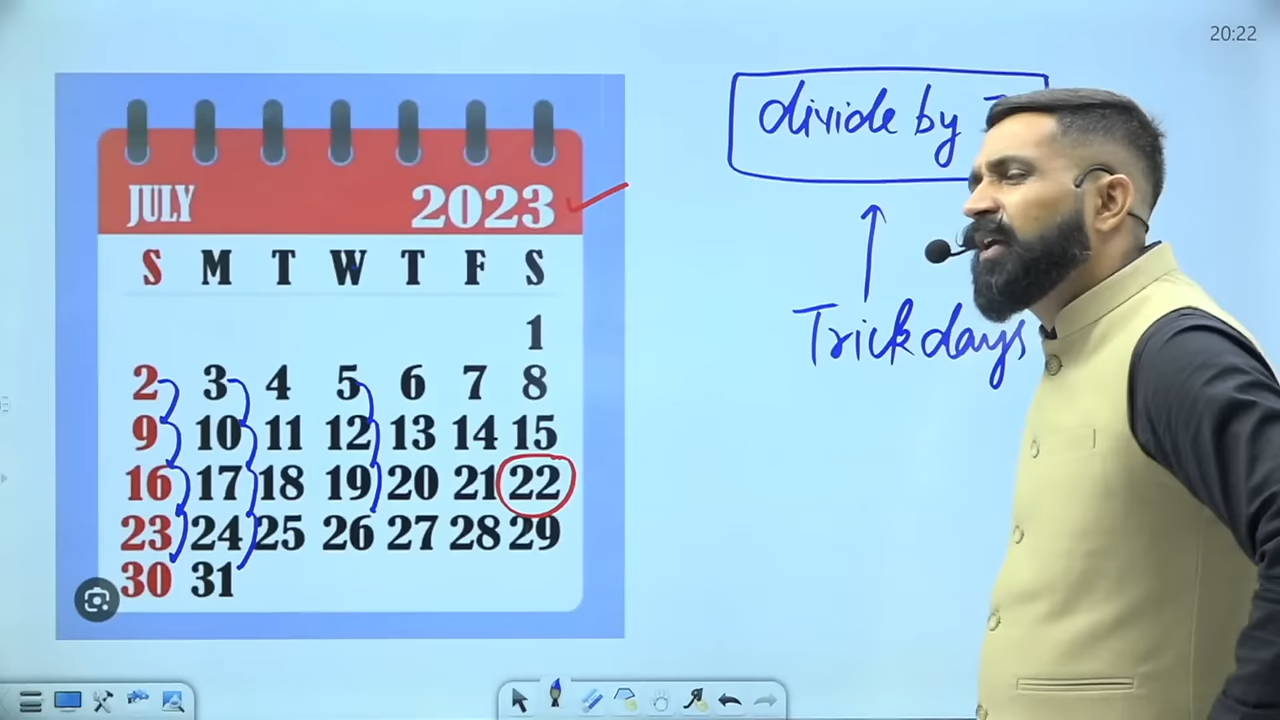 20:22
JULY 2023
S M T W T F S
1
2 3 4 5 6 7 8
9 10 11 12 13 14 15
16 17 18 19 20 21 22
23 24 25 26 27 28 29
30 31
divide by
Trick days